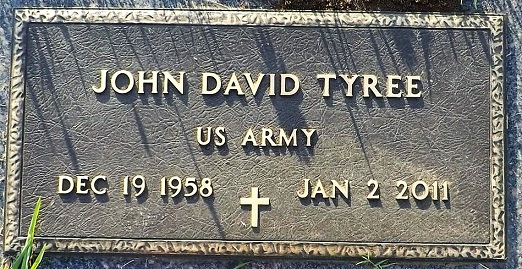 JOHN DAVID TYREE
US ARMY
DEC 19 1958 JAN 2 2011